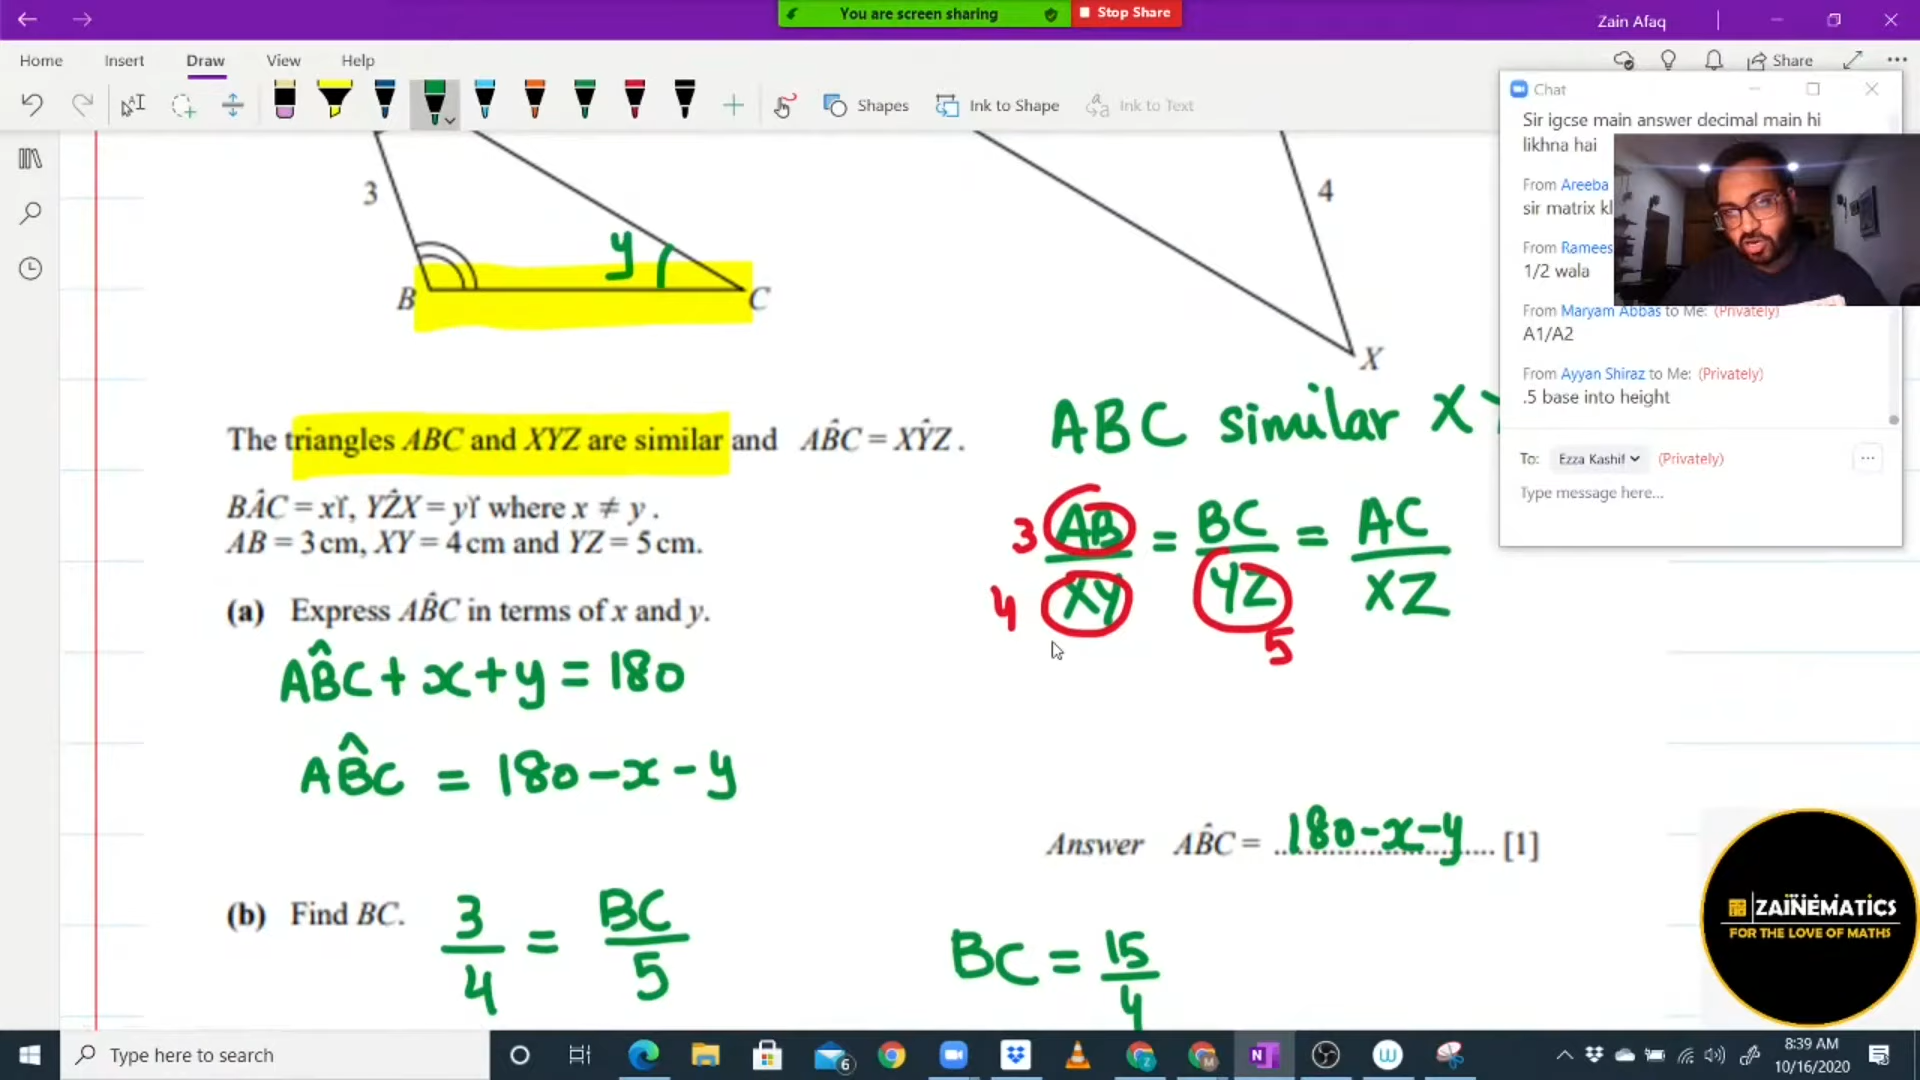 You are screen sharing
Stop Share
Zain Afaq
Home Insert Draw View Help
Share
Shapes
Ink to Shape
Ink to Text
Chat
Sir igcse main answer decimal main hi
likhna hai
From Areeba
sir matrix kl
From Ramees
1/2 wala
From Maryam Abbas to Me: (Privately)
A1/A2
From Ayyan Shiraz to Me: (Privately)
.5 base into height
To: Ezza Kashif (Privately)
Type message here...
3
y
B
C
4
X
The triangles ABC and XYZ are similar and AB̂C = XŶZ .
BÂC = xř, YẐX = yř where x ≠ y .
AB = 3 cm, XY = 4 cm and YZ = 5 cm.
ABC similar XY
3 AB/XY = BC/YZ = AC/XZ
4
5
(a) Express AB̂C in terms of x and y.
AB̂C + x + y = 180
AB̂C = 180 - x - y
Answer AB̂C = 180-x-y [1]
(b) Find BC.
3/4 = BC/5
BC = 15/4
ZAINEMATICS
FOR THE LOVE OF MATHS
Type here to search
6
8:39 AM
10/16/2020